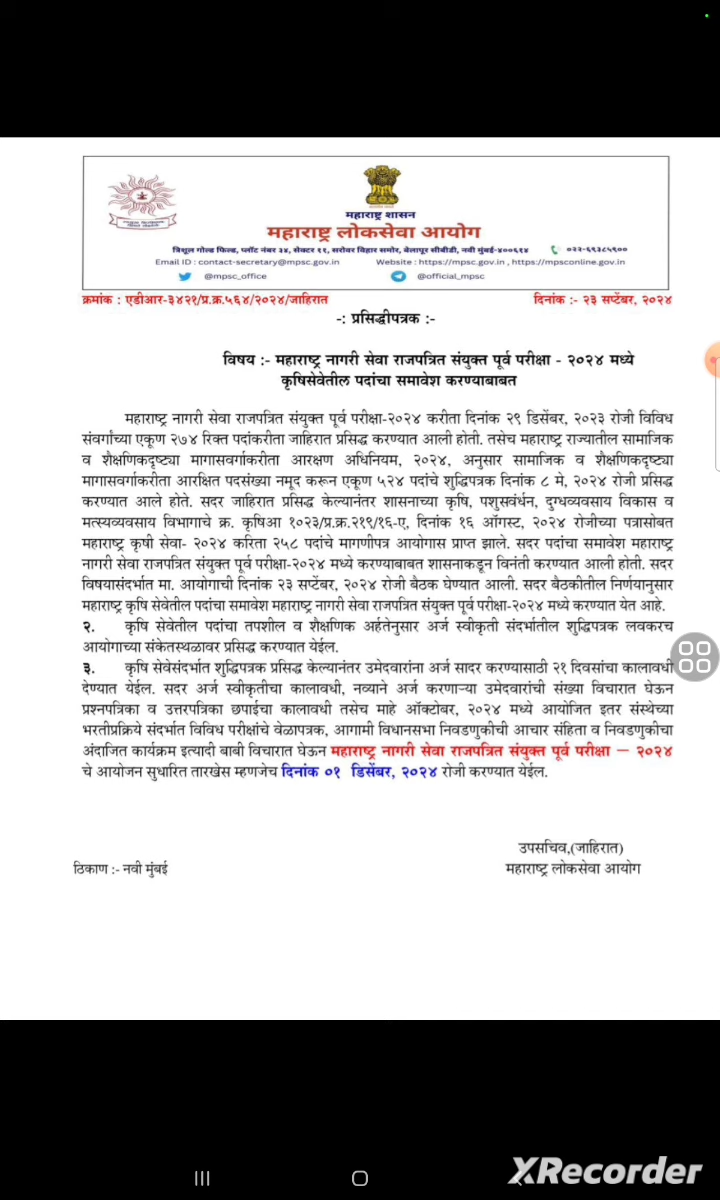 महाराष्ट्र शासन
महाराष्ट्र लोकसेवा आयोग
त्रिशूल गोल्ड फिल्ड, प्लॉट नंबर ३४, सेक्टर ११, सरोवर विहार समोर, बेलापूर सीबीडी, नवी मुंबई-४००६१४ ०२२-६९३८५९००
Email ID : contact-secretary@mpsc.gov.in Website : https://mpsc.gov.in , https://mpsconline.gov.in
@mpsc_office @official_mpsc
क्रमांक : एडीआर-३४२१/प्र.क्र.५६४/२०२४/जाहिरात दिनांक :- २३ सप्टेंबर, २०२४
-: प्रसिद्धीपत्रक :-
विषय :- महाराष्ट्र नागरी सेवा राजपत्रित संयुक्त पूर्व परीक्षा - २०२४ मध्ये
कृषिसेवेतील पदांचा समावेश करण्याबाबत
महाराष्ट्र नागरी सेवा राजपत्रित संयुक्त पूर्व परीक्षा-२०२४ करीता दिनांक २९ डिसेंबर, २०२३ रोजी विविध
संवर्गाच्या एकूण २७४ रिक्त पदांकरीता जाहिरात प्रसिद्ध करण्यात आली होती. तसेच महाराष्ट्र राज्यातील सामाजिक
व शैक्षणिकदृष्ट्या मागासवर्गाकरीता आरक्षण अधिनियम, २०२४, अनुसार सामाजिक व शैक्षणिकदृष्ट्या
मागासवर्गाकरीता आरक्षित पदसंख्या नमूद करून एकूण ५२४ पदांचे शुद्धिपत्रक दिनांक ८ मे, २०२४ रोजी प्रसिद्ध
करण्यात आले होते. सदर जाहिरात प्रसिद्ध केल्यानंतर शासनाच्या कृषि, पशुसवंर्धन, दुग्धव्यवसाय विकास व
मत्स्यव्यवसाय विभागाचे क्र. कृषिआ १०२३/प्र.क्र.२१९/१६-ए, दिनांक १६ ऑगस्ट, २०२४ रोजीच्या पत्रासोबत
महाराष्ट्र कृषी सेवा- २०२४ करिता २५८ पदांचे मागणीपत्र आयोगास प्राप्त झाले. सदर पदांचा समावेश महाराष्ट्र
नागरी सेवा राजपत्रित संयुक्त पूर्व परीक्षा-२०२४ मध्ये करण्याबाबत शासनाकडून विनंती करण्यात आली होती. सदर
विषयासंदर्भात मा. आयोगाची दिनांक २३ सप्टेंबर, २०२४ रोजी बैठक घेण्यात आली. सदर बैठकीतील निर्णयानुसार
महाराष्ट्र कृषि सेवेतील पदांचा समावेश महाराष्ट्र नागरी सेवा राजपत्रित संयुक्त पूर्व परीक्षा-२०२४ मध्ये करण्यात येत आहे.
२. कृषि सेवेतील पदांचा तपशील व शैक्षणिक अर्हतेनुसार अर्ज स्वीकृती संदर्भातील शुद्धिपत्रक लवकरच
आयोगाच्या संकेतस्थळावर प्रसिद्ध करण्यात येईल.
३. कृषि सेवेसंदर्भात शुद्धिपत्रक प्रसिद्ध केल्यानंतर उमेदवारांना अर्ज सादर करण्यासाठी २१ दिवसांचा कालावधी
देण्यात येईल. सदर अर्ज स्वीकृतीचा कालावधी, नव्याने अर्ज करणाऱ्या उमेदवारांची संख्या विचारात घेऊन
प्रश्नपत्रिका व उत्तरपत्रिका छपाईचा कालावधी तसेच माहे ऑक्टोबर, २०२४ मध्ये आयोजित इतर संस्थेच्या
भरतीप्रक्रिये संदर्भात विविध परीक्षांचे वेळापत्रक, आगामी विधानसभा निवडणुकीची आचार संहिता व निवडणुकीचा
अंदाजित कार्यक्रम इत्यादी बाबी विचारात घेऊन महाराष्ट्र नागरी सेवा राजपत्रित संयुक्त पूर्व परीक्षा – २०२४
चे आयोजन सुधारित तारखेस म्हणजेच दिनांक ०१ डिसेंबर, २०२४ रोजी करण्यात येईल.
उपसचिव,(जाहिरात)
ठिकाण :- नवी मुंबई महाराष्ट्र लोकसेवा आयोग
XRecorder